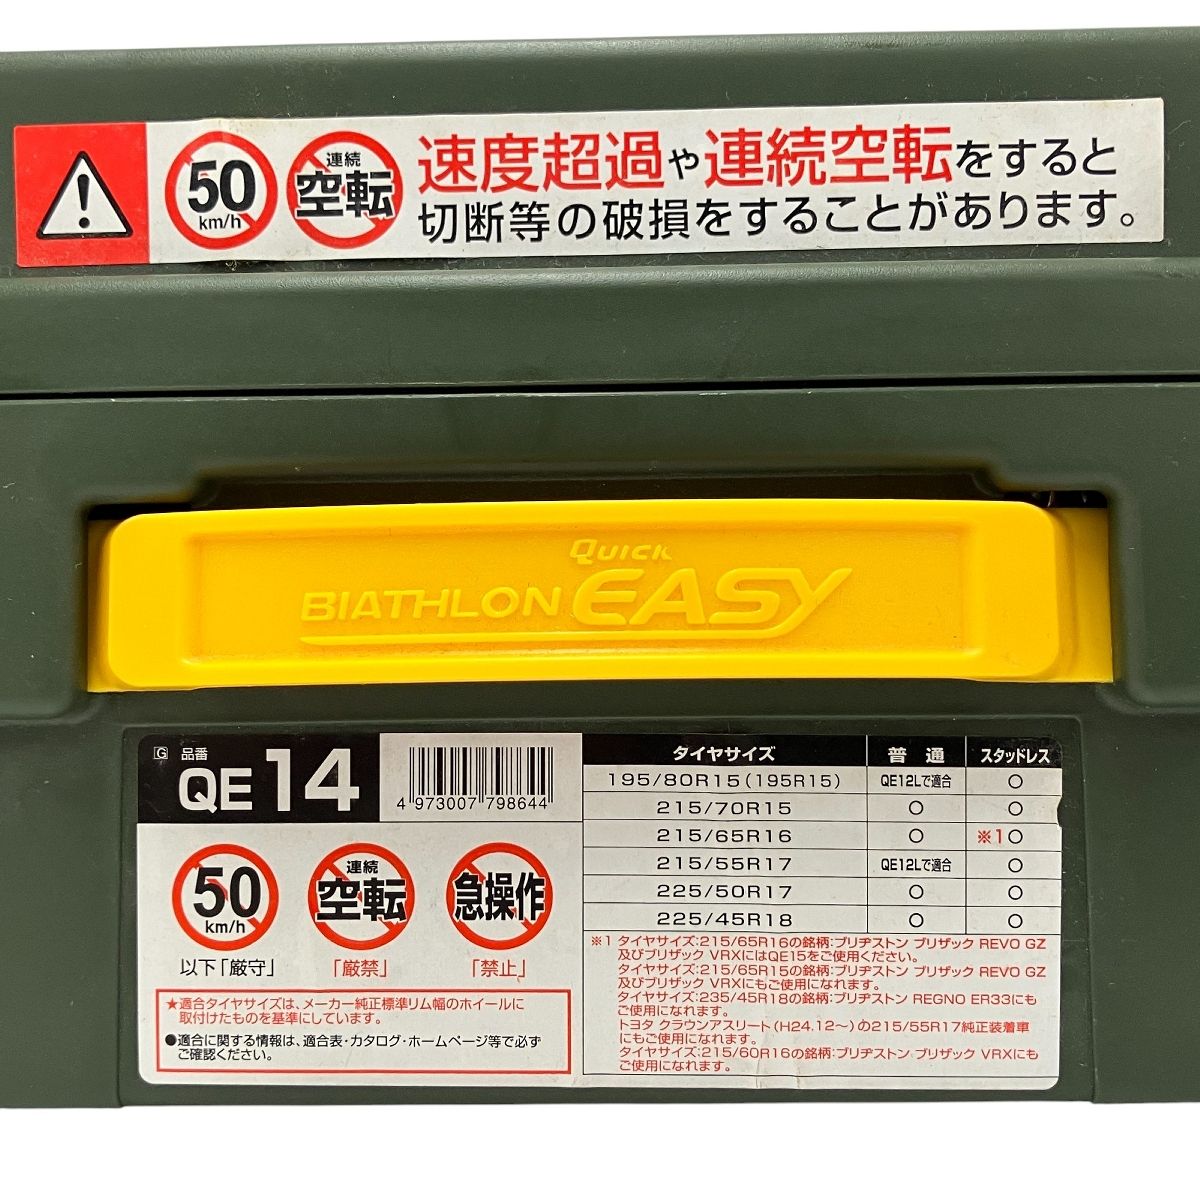 50
km/h
連続
空転
速度超過や連続空転をすると
切断等の破損をすることがあります。
QUICK
BIATHLON EASY
G 品番
QE14
4 973007 798644
50
km/h
連続
空転
急操作
以下「厳守」 「厳禁」 「禁止」
★適合タイヤサイズは、メーカー純正標準リム幅のホイールに
取付けたものを基準にしています。
●適合に関する情報は、適合表・カタログ・ホームページ等で必ず
ご確認ください。
タイヤサイズ 普通 スタッドレス
195/80R15(195R15) QE12Lで適合 ○
215/70R15 ○ ○
215/65R16 ○ ※1○
215/55R17 QE12Lで適合 ○
225/50R17 ○ ○
225/45R18 ○ ○
※1 タイヤサイズ:215/65R16の銘柄:ブリヂストン ブリザック REVO GZ
及びブリザック VRXにはQE15をご使用ください。
タイヤサイズ:215/65R15の銘柄:ブリヂストン ブリザック REVO GZ
及びブリザック VRXにもご使用になれます。
タイヤサイズ:235/45R18の銘柄:ブリヂストン REGNO ER33にも
ご使用になれます。
トヨタ クラウンアスリート(H24.12〜)の215/55R17純正装着車
にもご使用になれます。
タイヤサイズ:215/60R16の銘柄:ブリヂストン ブリザック VRXにも
ご使用になれます。